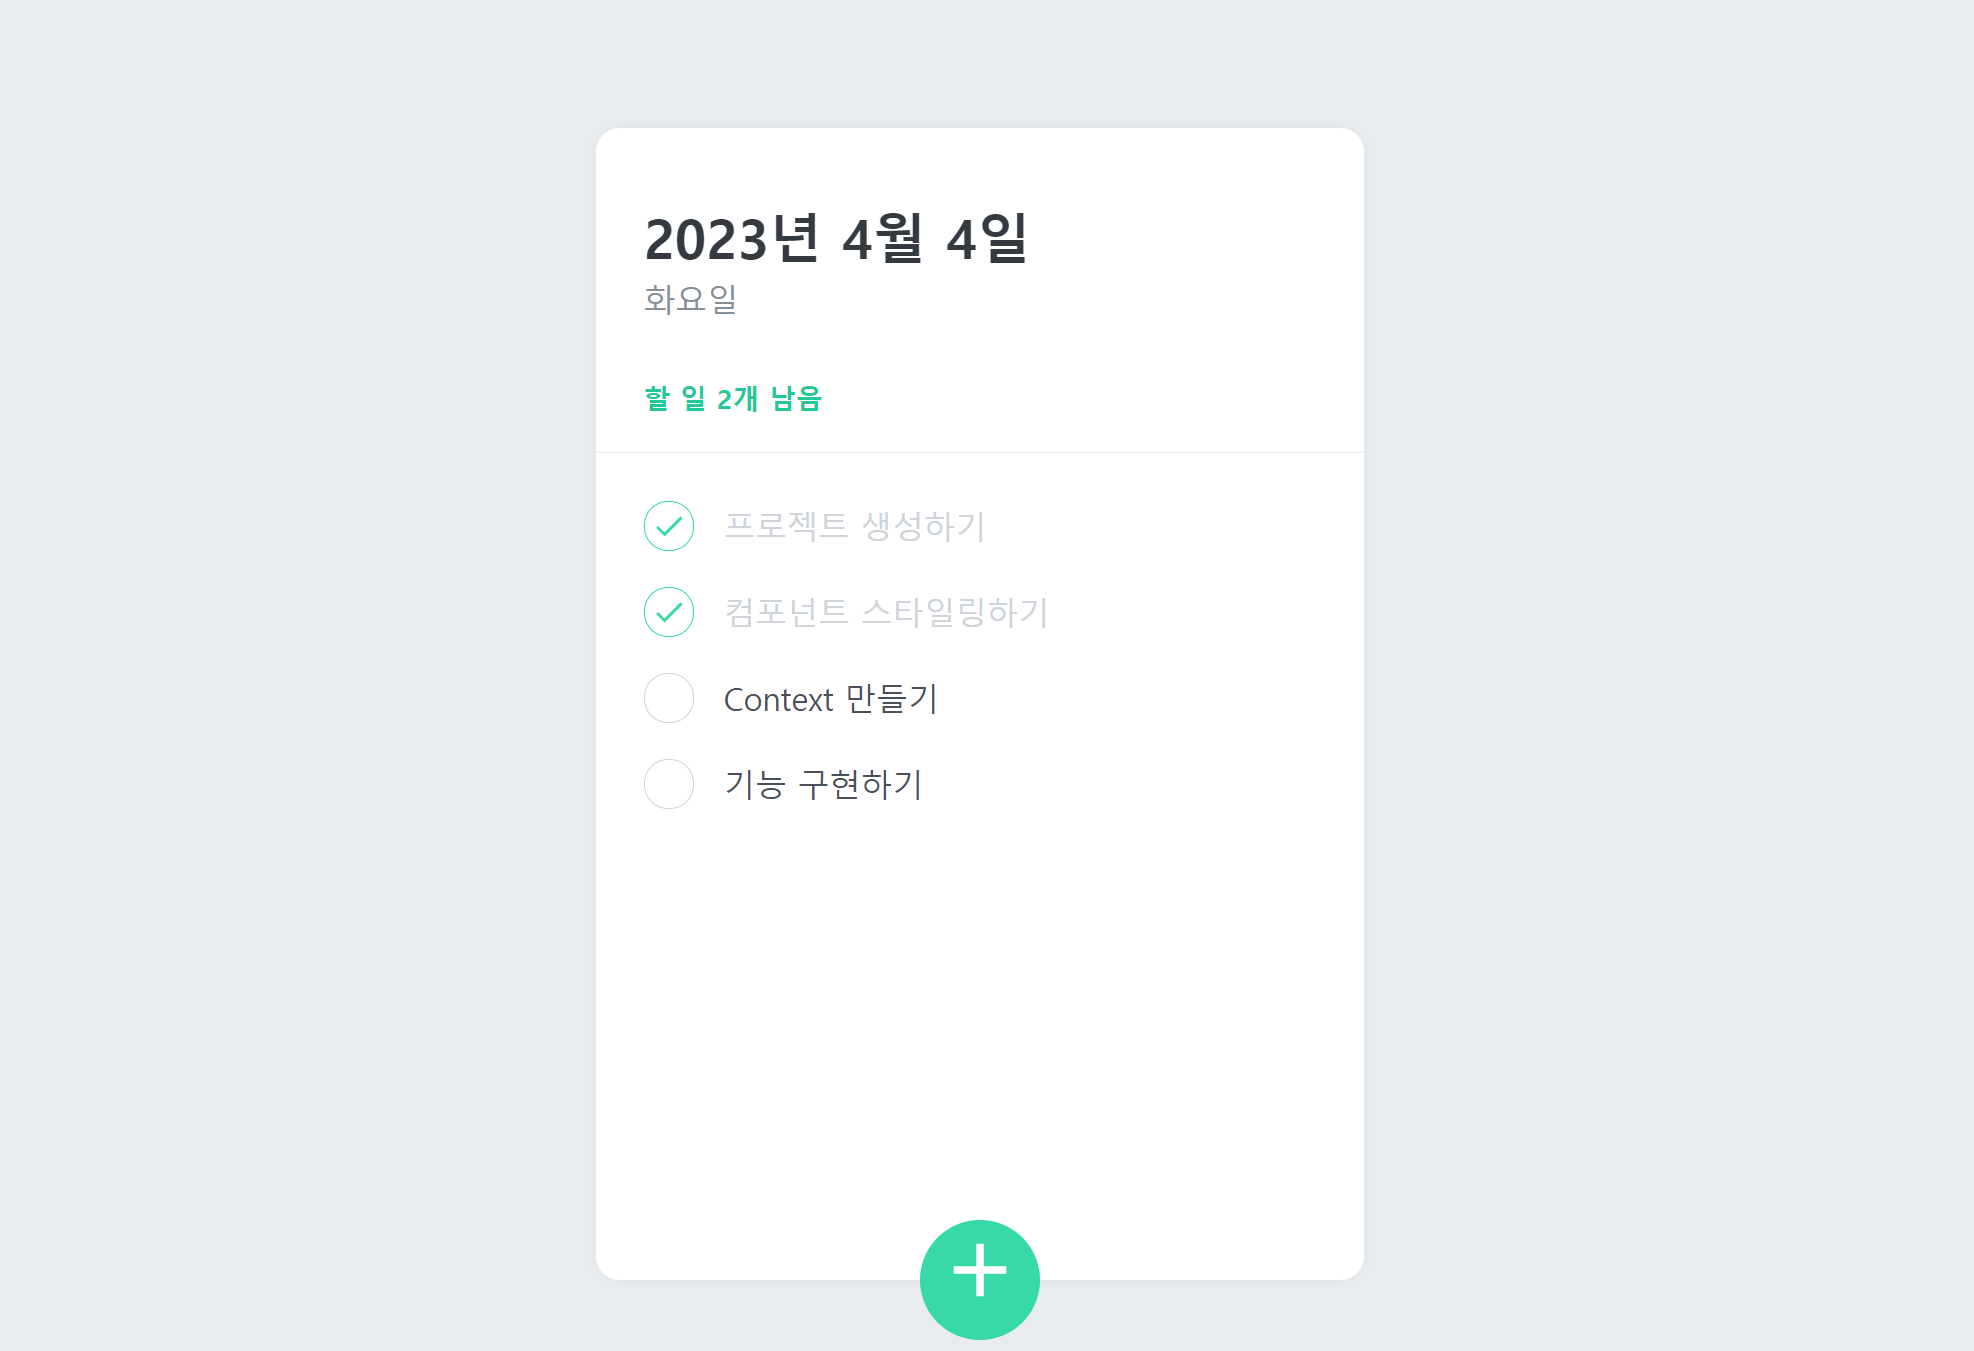 2023년 4월 4일
화요일
할 일 2개 남음
프로젝트 생성하기
컴포넌트 스타일링하기
Context 만들기
기능 구현하기